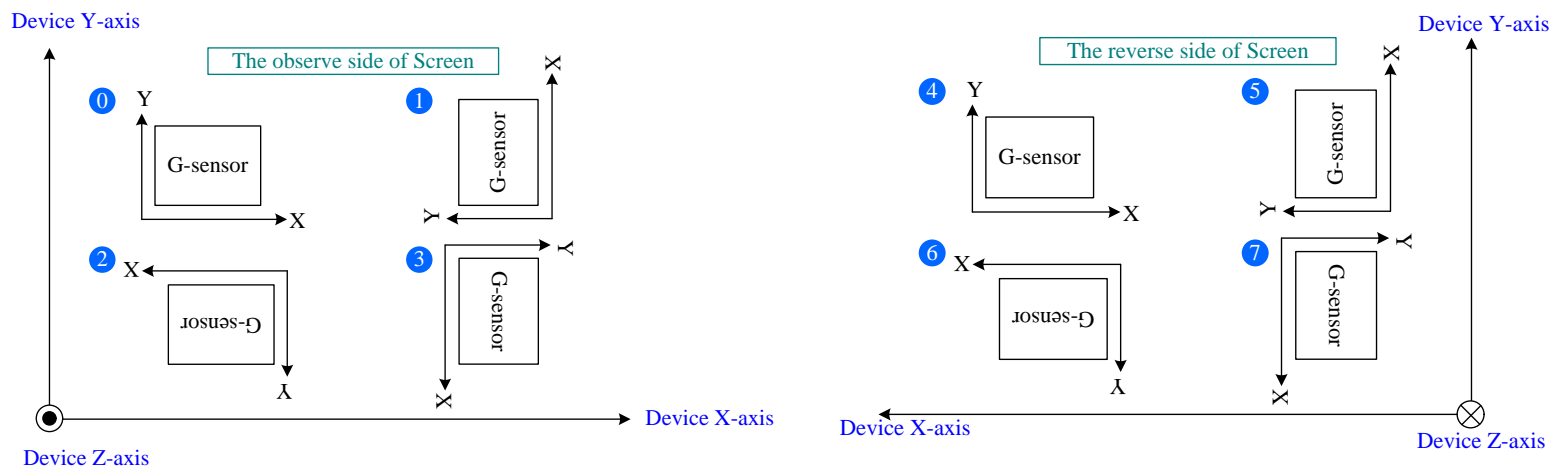 Device Y-axis
The observe side of Screen
0
Y
G-sensor
X
1
X
G-sensor
Y
2
X
G-sensor
Y
3
Y
G-sensor
X
Device X-axis
Device Z-axis
Device Y-axis
The reverse side of Screen
4
Y
G-sensor
X
5
X
G-sensor
Y
6
X
G-sensor
Y
7
Y
G-sensor
X
Device X-axis
Device Z-axis